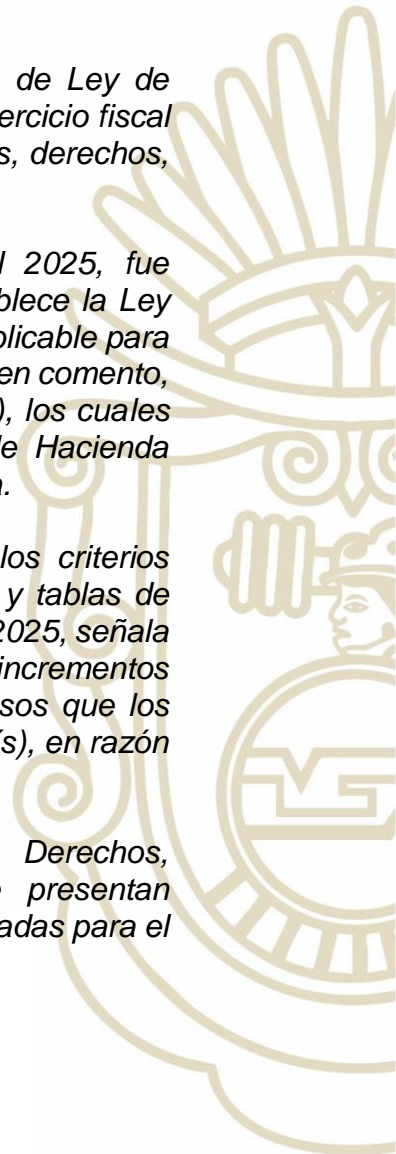 de Ley de
ercicio fiscal
s, derechos,
l 2025, fue
blece la Ley
plicable para
en comento,
), los cuales
de Hacienda
a.
los criterios
y tablas de
2025, señala
incrementos
sos que los
(s), en razón
Derechos,
e presentan
adas para el